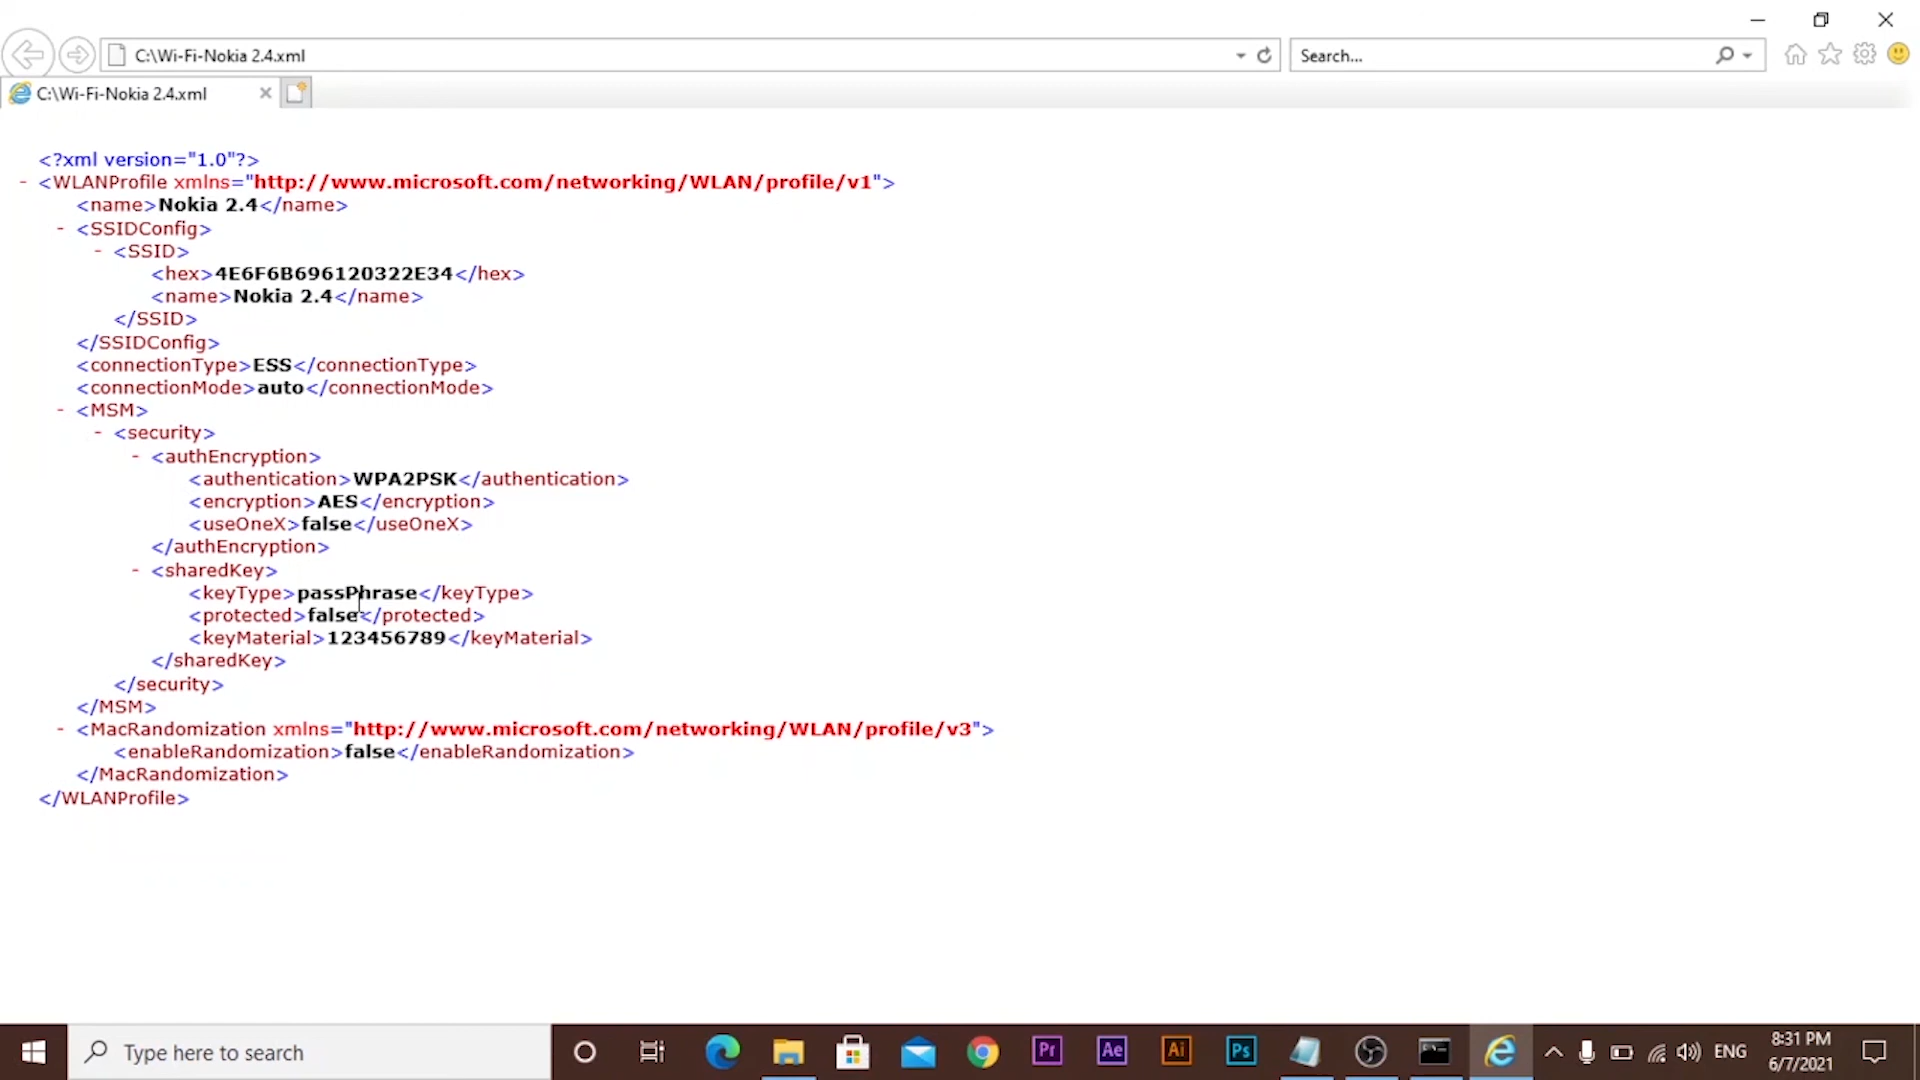 C:\Wi-Fi-Nokia 2.4.xml
Search...
C:\Wi-Fi-Nokia 2.4.xml
<?xml version="1.0"?>
- <WLANProfile xmlns="http://www.microsoft.com/networking/WLAN/profile/v1">
<name>Nokia 2.4</name>
- <SSIDConfig>
- <SSID>
<hex>4E6F6B696120322E34</hex>
<name>Nokia 2.4</name>
</SSID>
</SSIDConfig>
<connectionType>ESS</connectionType>
<connectionMode>auto</connectionMode>
- <MSM>
- <security>
- <authEncryption>
<authentication>WPA2PSK</authentication>
<encryption>AES</encryption>
<useOneX>false</useOneX>
</authEncryption>
- <sharedKey>
<keyType>passPhrase</keyType>
<protected>false</protected>
<keyMaterial>123456789</keyMaterial>
</sharedKey>
</security>
</MSM>
- <MacRandomization xmlns="http://www.microsoft.com/networking/WLAN/profile/v3">
<enableRandomization>false</enableRandomization>
</MacRandomization>
</WLANProfile>
Type here to search
Pr
Ae
Ai
Ps
ENG
8:31 PM
6/7/2021